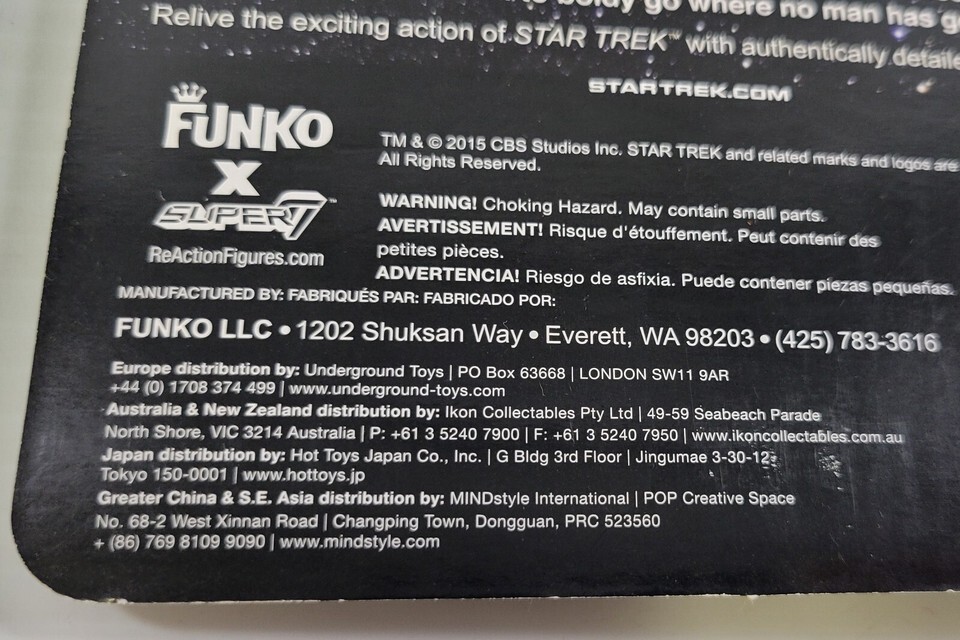 boldly go where no man has
Relive the exciting action of STAR TREK™ with authentically
STARTREK.COM
FUNKO
X
SUPER7™
ReActionFigures.com
TM & © 2015 CBS Studios Inc. STAR TREK and related marks and logos are
All Rights Reserved.
WARNING! Choking Hazard. May contain small parts.
AVERTISSEMENT! Risque d'étouffement. Peut contenir des
petites pièces.
ADVERTENCIA! Riesgo de asfixia. Puede contener piezas pequeñas.
MANUFACTURED BY: FABRIQUÉS PAR: FABRICADO POR:
FUNKO LLC • 1202 Shuksan Way • Everett, WA 98203 • (425) 783-3616
Europe distribution by: Underground Toys | PO Box 63668 | LONDON SW11 9AR
+44 (0) 1708 374 499 | www.underground-toys.com
Australia & New Zealand distribution by: Ikon Collectables Pty Ltd | 49-59 Seabeach Parade
North Shore, VIC 3214 Australia | P: +61 3 5240 7900 | F: +61 3 5240 7950 | www.ikoncollectables.com.au
Japan distribution by: Hot Toys Japan Co., Inc. | G Bldg 3rd Floor | Jingumae 3-30-12
Tokyo 150-0001 | www.hottoys.jp
Greater China & S.E. Asia distribution by: MINDstyle International | POP Creative Space
No. 68-2 West Xinnan Road | Changping Town, Dongguan, PRC 523560
+ (86) 769 8109 9090 | www.mindstyle.com